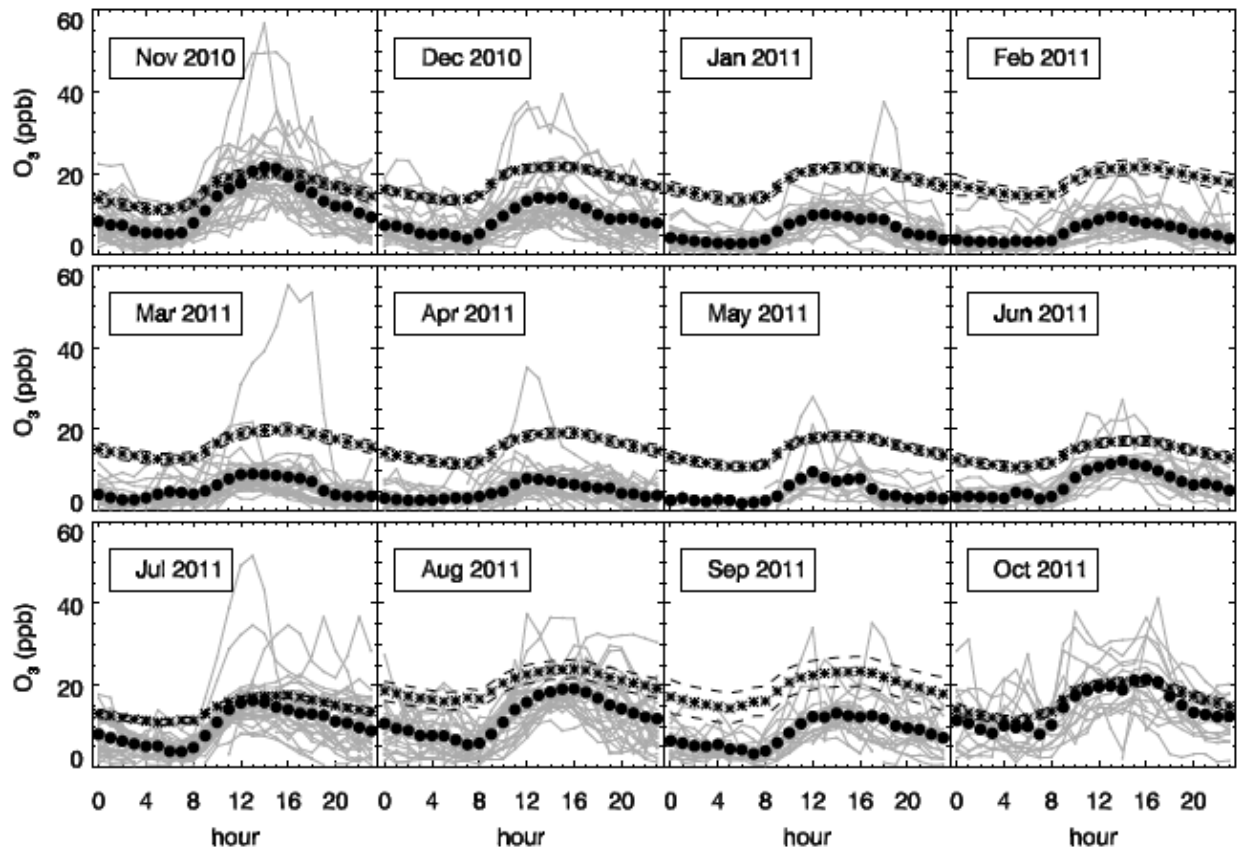 60
Nov 2010
Dec 2010
Jan 2011
Feb 2011
40
O₃ (ppb)
20
0
60
Mar 2011
Apr 2011
May 2011
Jun 2011
40
O₃ (ppb)
20
0
60
Jul 2011
Aug 2011
Sep 2011
Oct 2011
40
O₃ (ppb)
20
0
0 4 8 12 16 20 0 4 8 12 16 20 0 4 8 12 16 20 0 4 8 12 16 20
hour hour hour hour